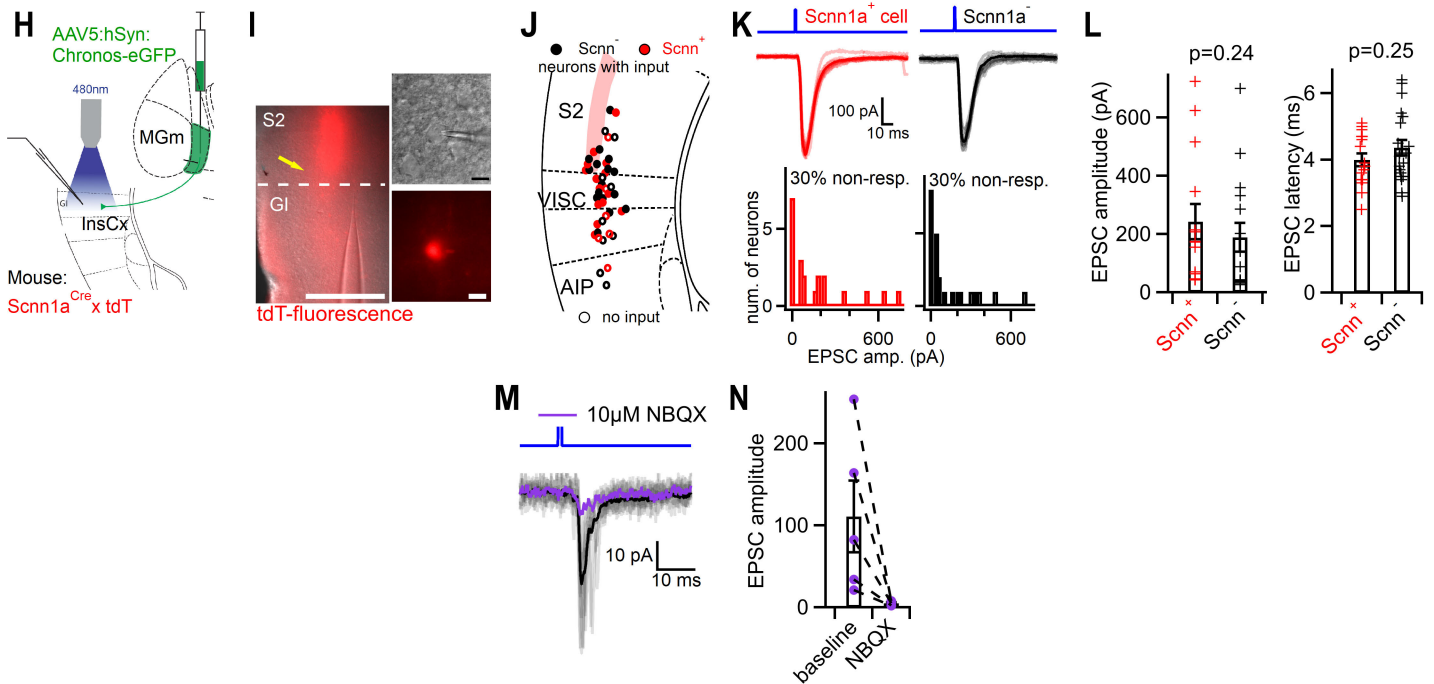 H
AAV5:hSyn:
Chronos-eGFP
480nm
MGm
GI
InsCx
Mouse:
Scnn1aCre x tdT
I
S2
GI
tdT-fluorescence
J
Scnn- Scnn+
neurons with input
S2
VISC
AIP
no input
K
Scnn1a+ cell
Scnn1a-
100 pA
10 ms
30% non-resp.
30% non-resp.
num. of neurons
5
0
0
600
0
600
EPSC amp. (pA)
L
p=0.24
EPSC amplitude (pA)
600
400
200
0
Scnn+
Scnn-
p=0.25
EPSC latency (ms)
6
4
2
0
Scnn+
Scnn-
M
10µM NBQX
10 pA
10 ms
N
EPSC amplitude
200
100
0
baseline
NBQX